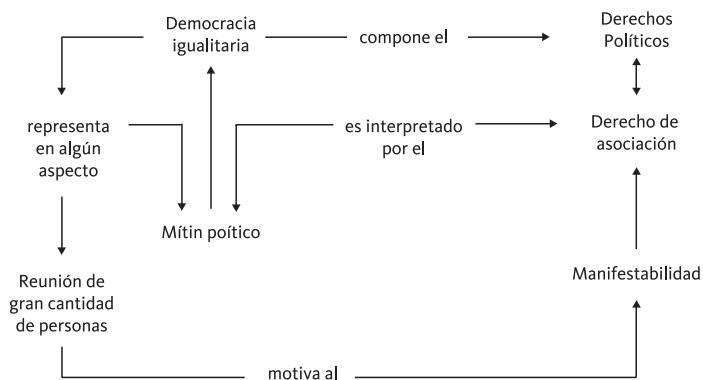 Democracia
igualitaria
compone el
Derechos
Políticos
representa
en algún
aspecto
es interpretado
por el
Derecho de
asociación
Mítin poítico
Reunión de
gran cantidad
de personas
Manifestabilidad
motiva al